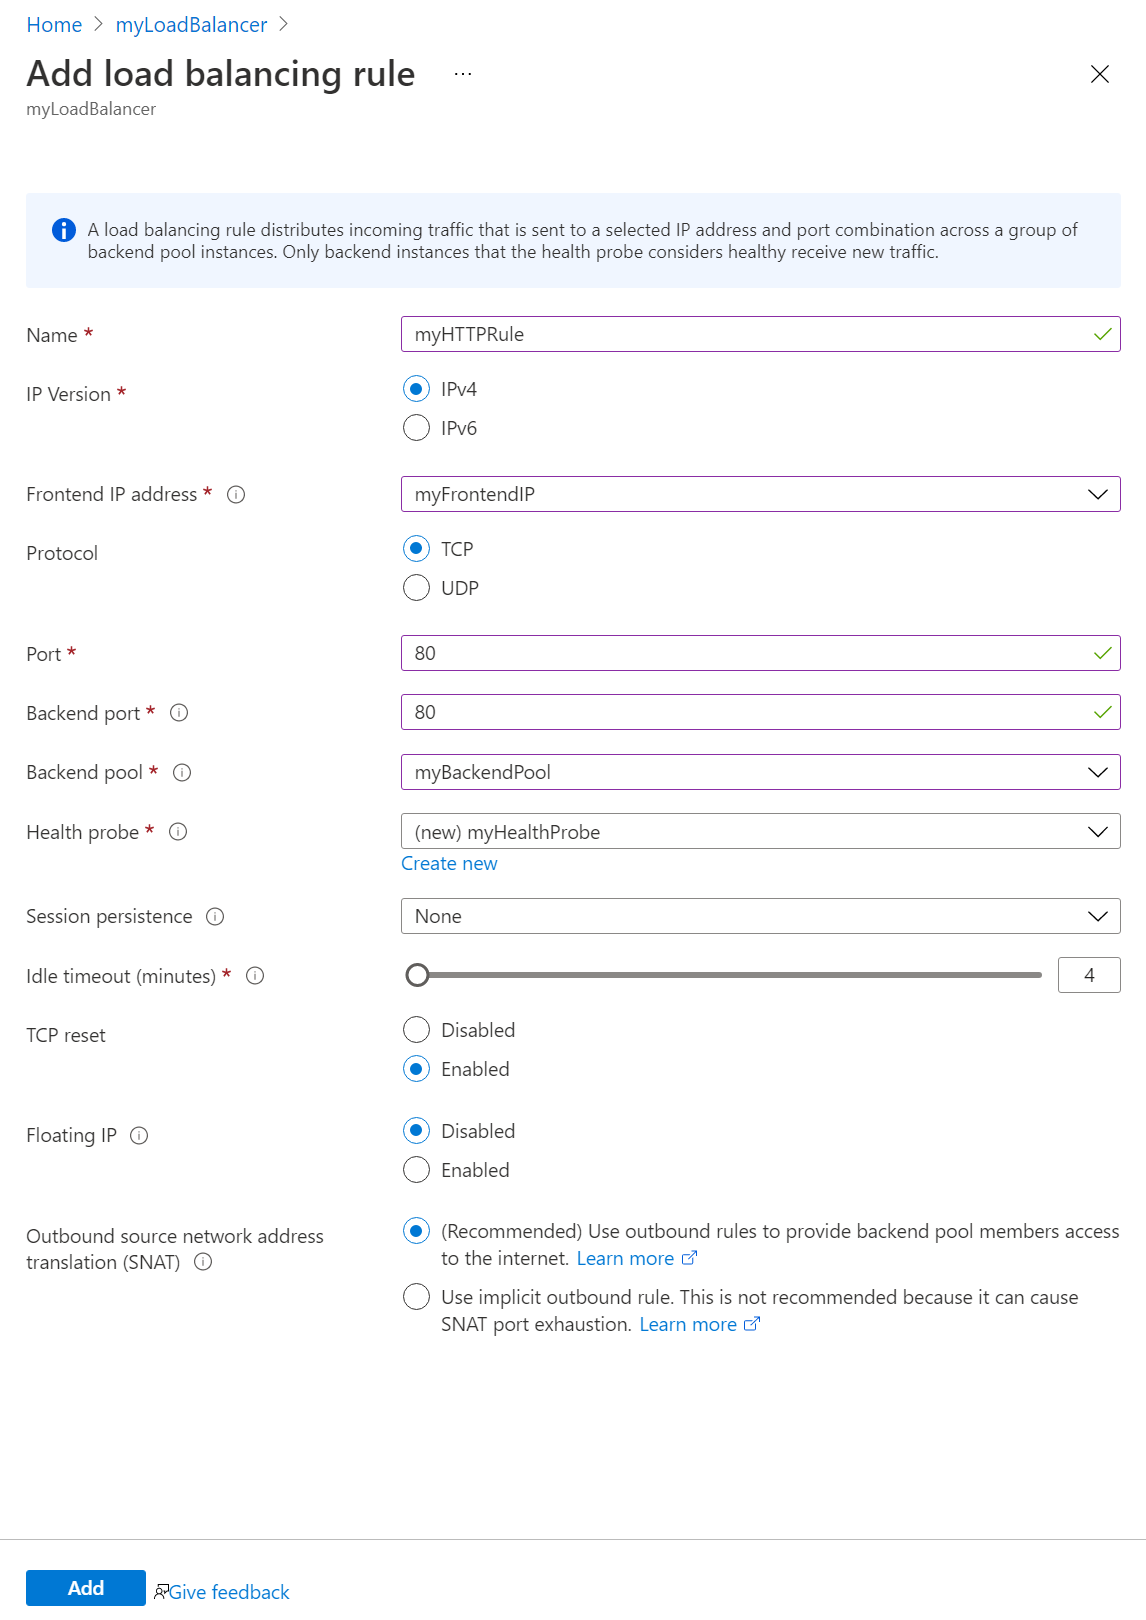 Home > myLoadBalancer >
Add load balancing rule ...
myLoadBalancer
A load balancing rule distributes incoming traffic that is sent to a selected IP address and port combination across a group of
backend pool instances. Only backend instances that the health probe considers healthy receive new traffic.
Name * myHTTPRule
IP Version * IPv4
IPv6
Frontend IP address * myFrontendIP
Protocol TCP
UDP
Port * 80
Backend port * 80
Backend pool * myBackendPool
Health probe * (new) myHealthProbe
Create new
Session persistence None
Idle timeout (minutes) * 4
TCP reset Disabled
Enabled
Floating IP Disabled
Enabled
Outbound source network address
translation (SNAT)
(Recommended) Use outbound rules to provide backend pool members access
to the internet. Learn more
Use implicit outbound rule. This is not recommended because it can cause
SNAT port exhaustion. Learn more
Add Give feedback